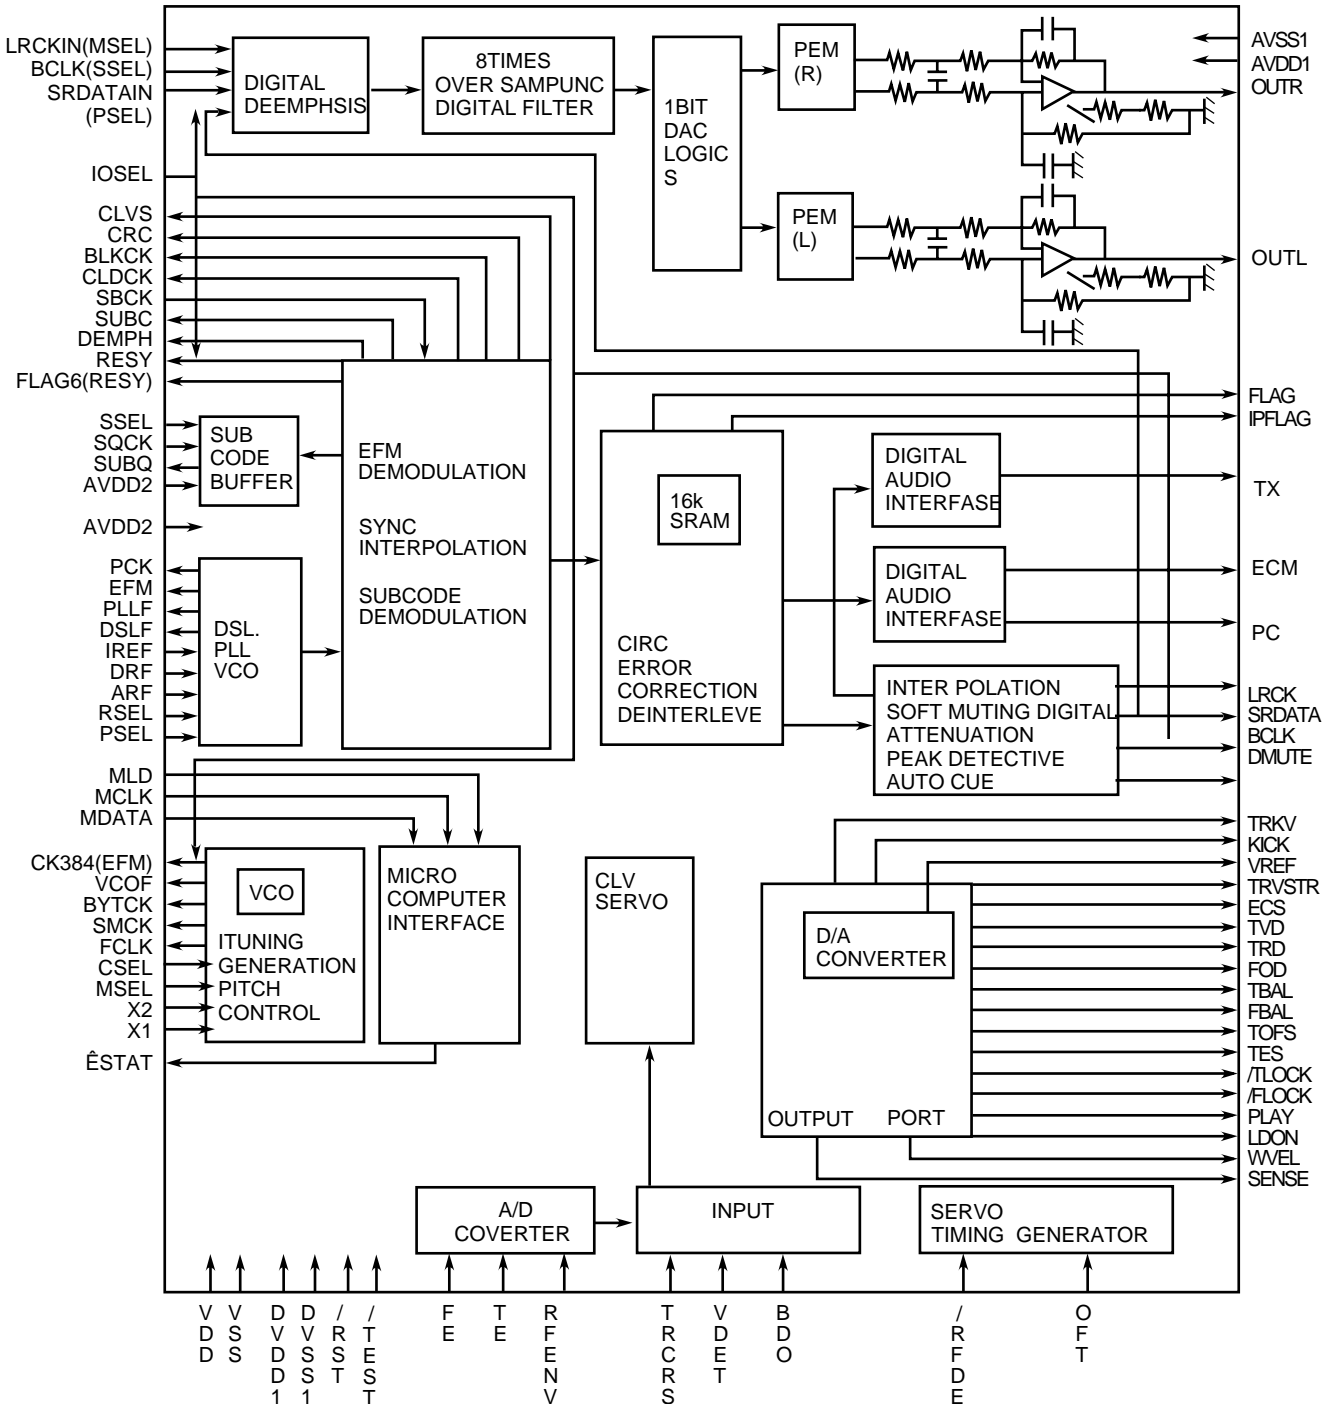 LRCKIN(MSEL)
BCLK(SSEL)
SRDATAIN
(PSEL)
IOSEL
CLVS
CRC
BLKCK
CLDCK
SBCK
SUBC
DEMPH
RESY
FLAG6(RESY)
SSEL
SQCK
SUBQ
AVDD2
AVDD2
PCK
EFM
PLLF
DSLF
IREF
DRF
ARF
RSEL
PSEL
MLD
MCLK
MDATA
CK384(EFM)
VCOF
BYTCK
SMCK
FCLK
CSEL
MSEL
X2
X1
ÊSTAT
DIGITAL
DEEMPHSIS
8TIMES
OVER SAMPUNC
DIGITAL FILTER
1BIT
DAC
LOGIC
S
PEM
(R)
PEM
(L)
SUB
CODE
BUFFER
EFM
DEMODULATION
SYNC
INTERPOLATION
SUBCODE
DEMODULATION
DSL.
PLL
VCO
16k
SRAM
CIRC
ERROR
CORRECTION
DEINTERLEVE
DIGITAL
AUDIO
INTERFASE
DIGITAL
AUDIO
INTERFASE
INTER POLATION
SOFT MUTING DIGITAL
ATTENUATION
PEAK DETECTIVE
AUTO CUE
VCO
ITUNING
GENERATION
PITCH
CONTROL
MICRO
COMPUTER
INTERFACE
CLV
SERVO
D/A
CONVERTER
OUTPUT PORT
A/D
COVERTER
INPUT
SERVO
TIMING GENERATOR
AVSS1
AVDD1
OUTR
OUTL
FLAG
IPFLAG
TX
ECM
PC
LRCK
SRDATA
BCLK
DMUTE
TRKV
KICK
VREF
TRVSTR
ECS
TVD
TRD
FOD
TBAL
FBAL
TOFS
TES
/TLOCK
/FLOCK
PLAY
LDON
WVEL
SENSE
VDD
VSS
DVDD1
DVSS1
/RST
/TEST
FE
TE
RFENV
TRCRS
VDET
BDO
/RFDE
OFT